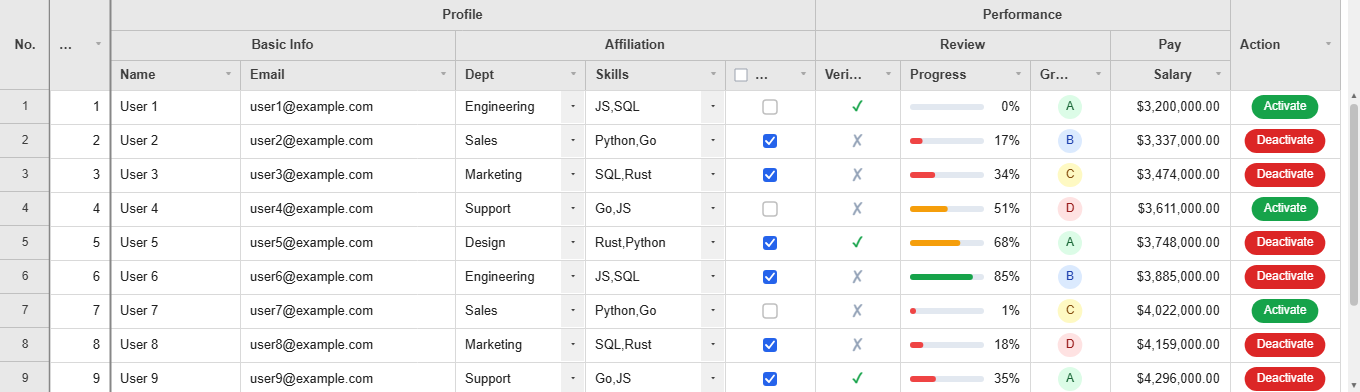 Profile Performance
No. ... Basic Info Affiliation Review Pay Action
Name Email Dept Skills ... Veri... Progress Gr... Salary
1 1 User 1 user1@example.com Engineering JS,SQL ✓ 0% A $3,200,000.00 Activate
2 2 User 2 user2@example.com Sales Python,Go ✗ 17% B $3,337,000.00 Deactivate
3 3 User 3 user3@example.com Marketing SQL,Rust ✗ 34% C $3,474,000.00 Deactivate
4 4 User 4 user4@example.com Support Go,JS ✗ 51% D $3,611,000.00 Activate
5 5 User 5 user5@example.com Design Rust,Python ✓ 68% A $3,748,000.00 Deactivate
6 6 User 6 user6@example.com Engineering JS,SQL ✗ 85% B $3,885,000.00 Deactivate
7 7 User 7 user7@example.com Sales Python,Go ✗ 1% C $4,022,000.00 Activate
8 8 User 8 user8@example.com Marketing SQL,Rust ✗ 18% D $4,159,000.00 Deactivate
9 9 User 9 user9@example.com Support Go,JS ✓ 35% A $4,296,000.00 Deactivate